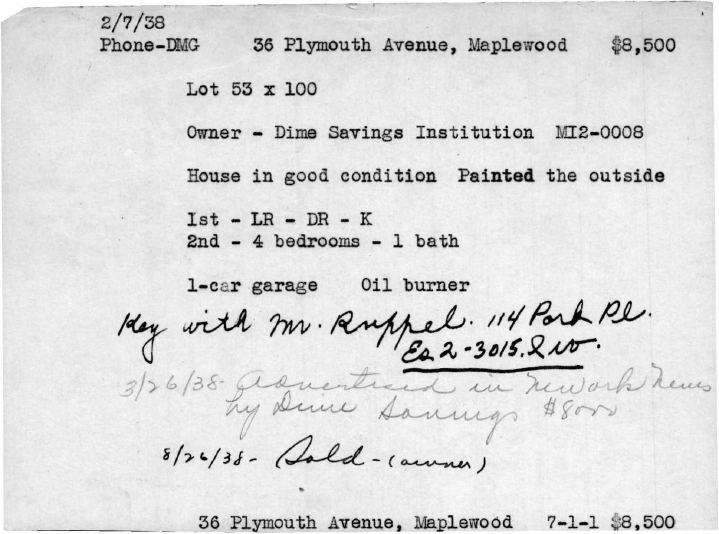 2/7/38
Phone-DMG 36 Plymouth Avenue, Maplewood $8,500
Lot 53 x 100
Owner - Dime Savings Institution MI2-0008
House in good condition Painted the outside
1st - LR - DR - K
2nd - 4 bedrooms - 1 bath
1-car garage Oil burner
Key with Mr. Ruppel. 114 Park Pl.
Es 2-3015.
3/26/38- Advertised in Newark News
by Dime Savings $8000
8/26/38- Sold - (owner)
36 Plymouth Avenue, Maplewood 7-1-1 $8,500